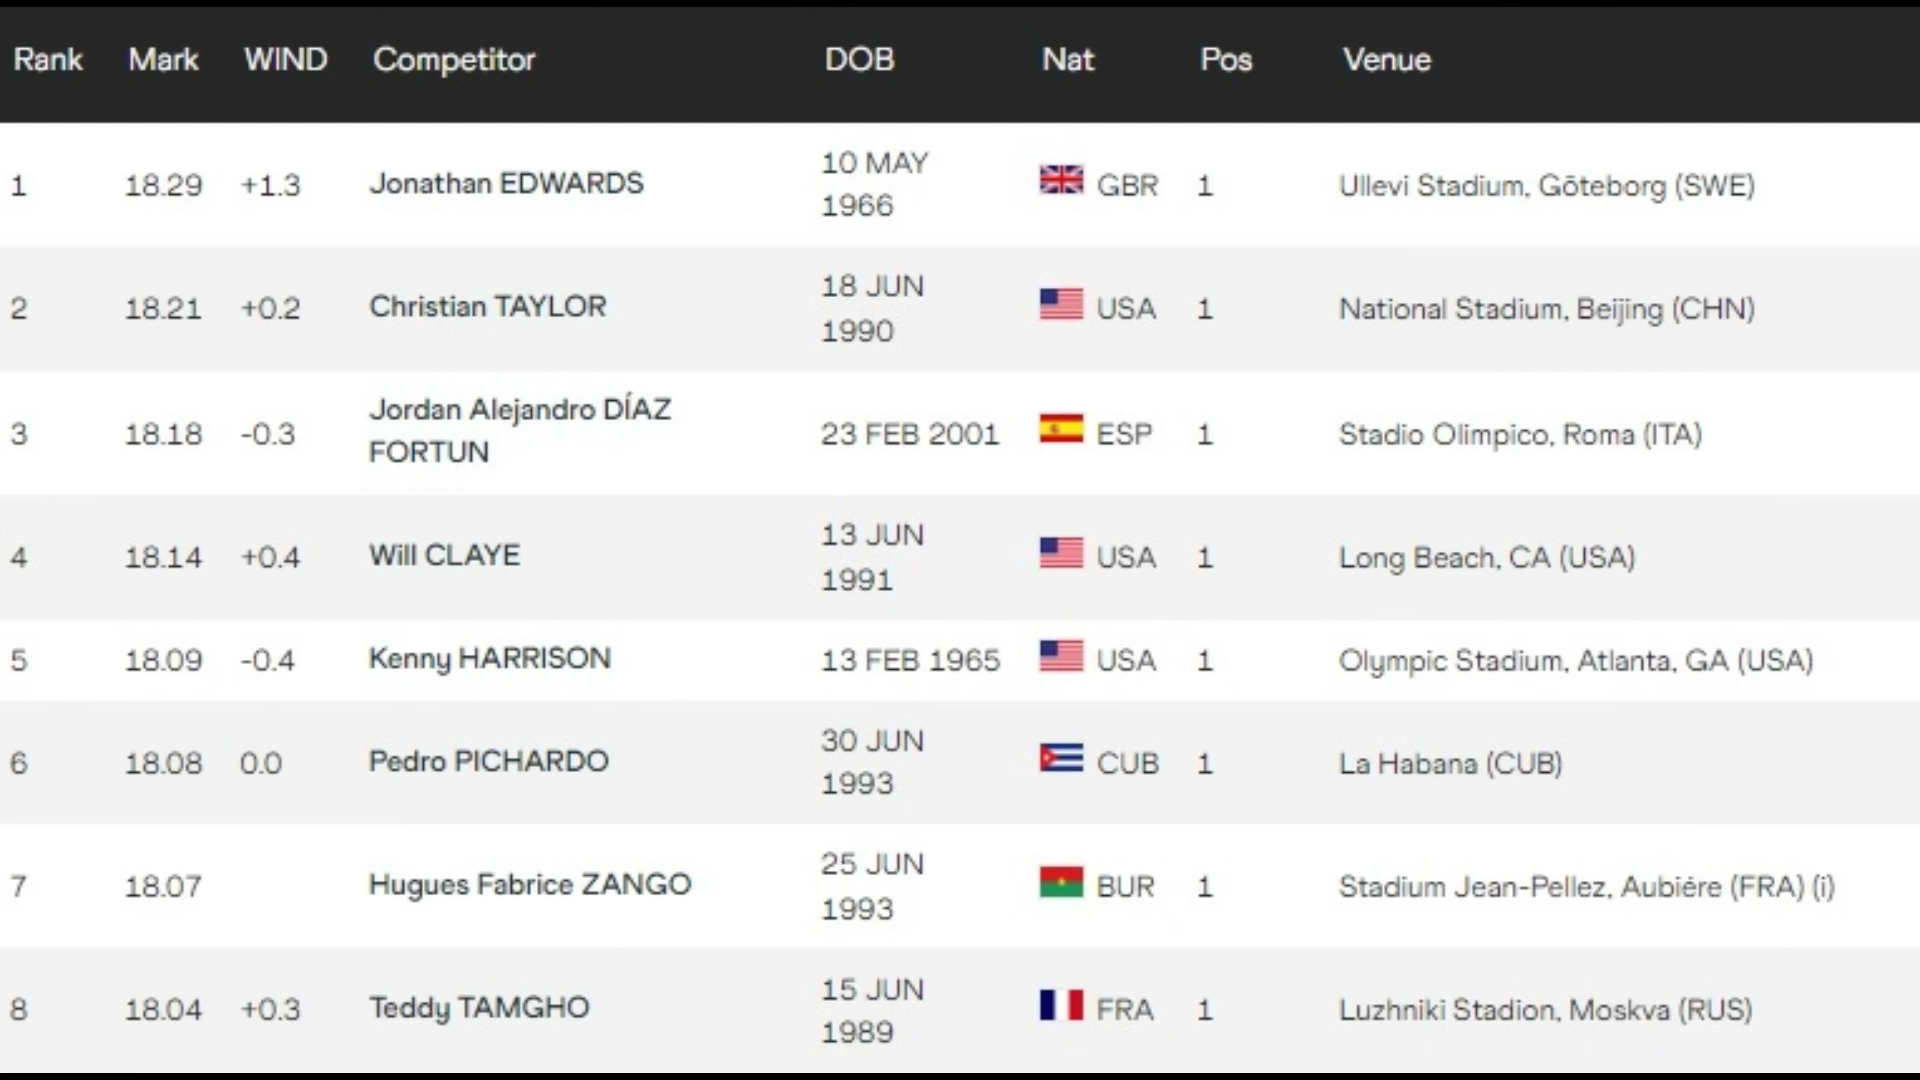 Rank Mark WIND Competitor DOB Nat Pos Venue
1 18.29 +1.3 Jonathan EDWARDS 10 MAY 1966 GBR 1 Ullevi Stadium, Göteborg (SWE)
2 18.21 +0.2 Christian TAYLOR 18 JUN 1990 USA 1 National Stadium, Beijing (CHN)
3 18.18 -0.3 Jordan Alejandro DÍAZ FORTUN 23 FEB 2001 ESP 1 Stadio Olimpico, Roma (ITA)
4 18.14 +0.4 Will CLAYE 13 JUN 1991 USA 1 Long Beach, CA (USA)
5 18.09 -0.4 Kenny HARRISON 13 FEB 1965 USA 1 Olympic Stadium, Atlanta, GA (USA)
6 18.08 0.0 Pedro PICHARDO 30 JUN 1993 CUB 1 La Habana (CUB)
7 18.07 Hugues Fabrice ZANGO 25 JUN 1993 BUR 1 Stadium Jean-Pellez, Aubiére (FRA) (i)
8 18.04 +0.3 Teddy TAMGHO 15 JUN 1989 FRA 1 Luzhniki Stadion, Moskva (RUS)